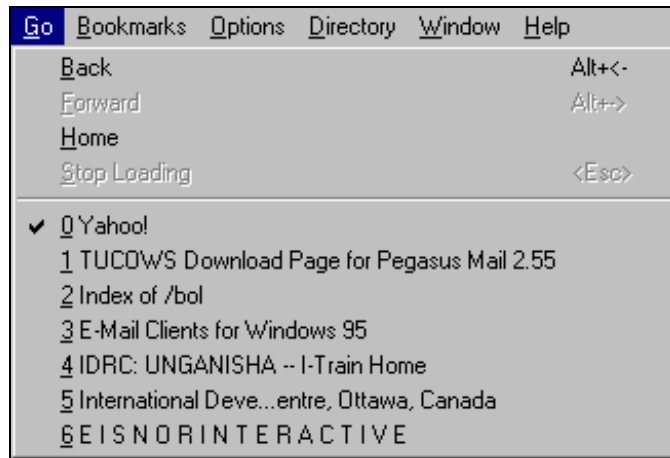 Go Bookmarks Options Directory Window Help
Back Alt+<-
Forward Alt+->
Home
Stop Loading <Esc>
✔ 0 Yahoo!
1 TUCOWS Download Page for Pegasus Mail 2.55
2 Index of /bol
3 E-Mail Clients for Windows 95
4 IDRC: UNGANISHA -- I-Train Home
5 International Deve...entre, Ottawa, Canada
6 E I S N O R I N T E R A C T I V E